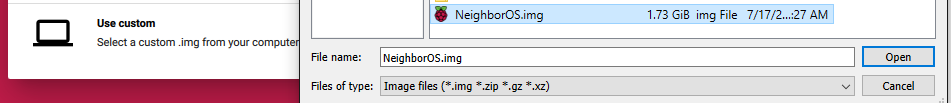 Use custom
Select a custom .img from your computer
NeighborOS.img 1.73 GiB img File 7/17/2...:27 AM
File name: NeighborOS.img Open
Files of type: Image files (*.img *.zip *.gz *.xz) Cancel